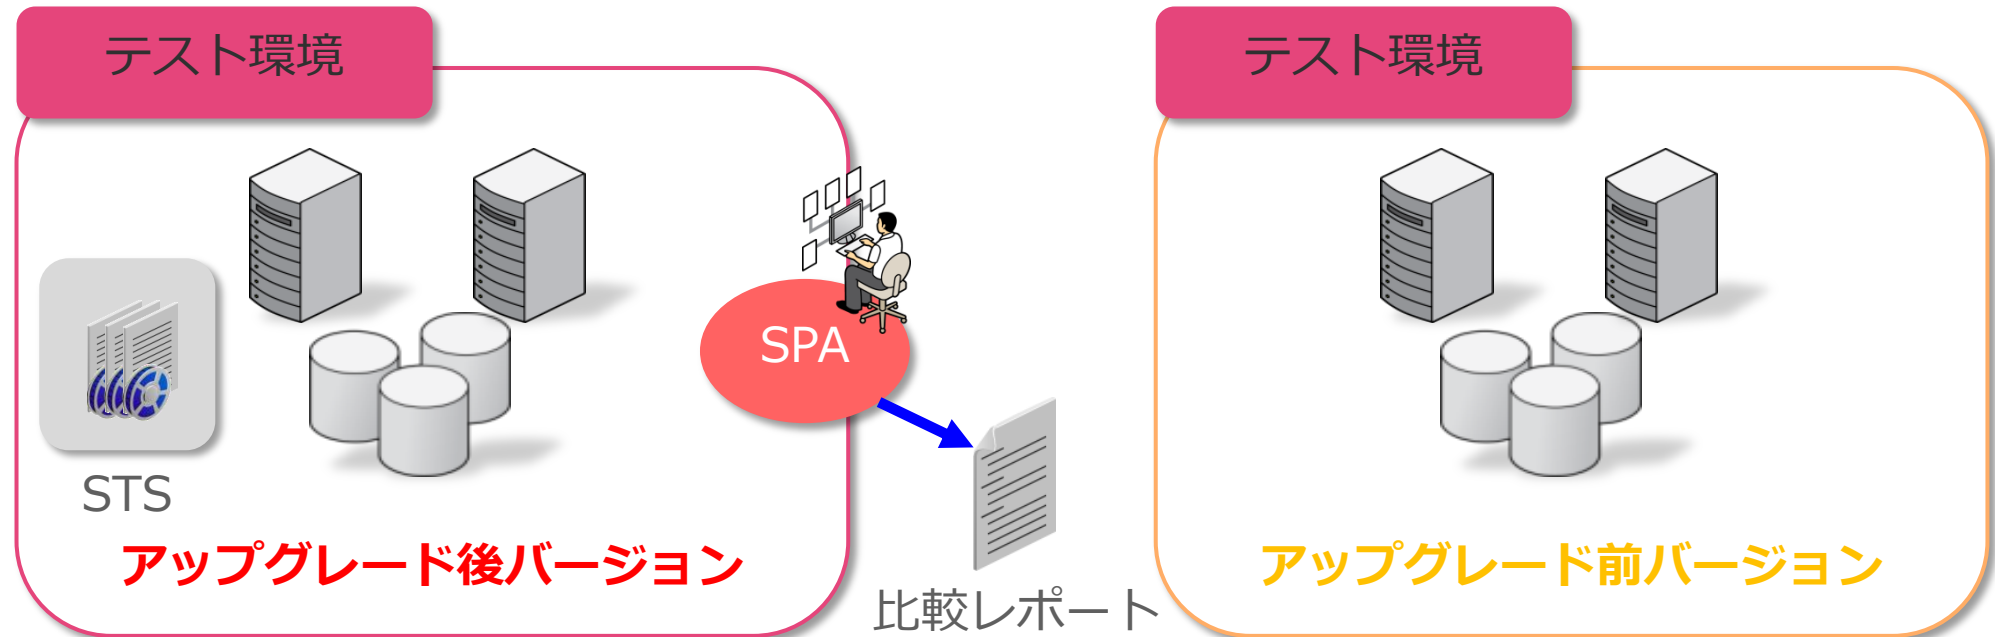 テスト環境
テスト環境
SPA
STS
アップグレード後バージョン
アップグレード前バージョン
比較レポート